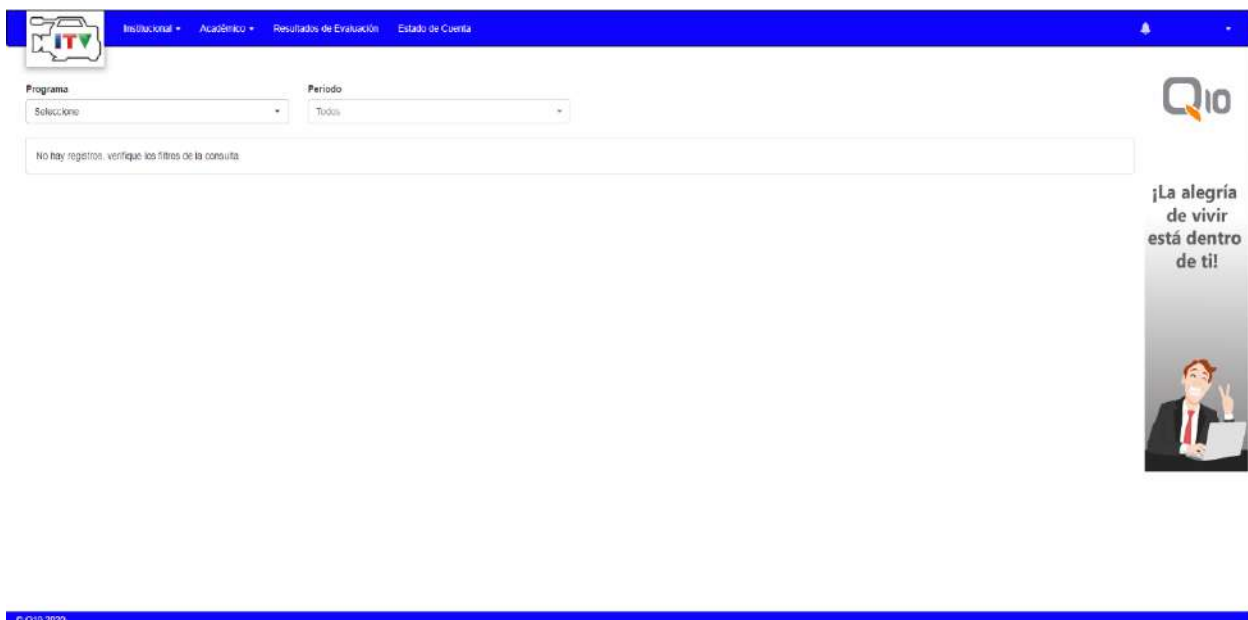 ITV
Institucional Académico Resultados de Evaluación Estado de Cuenta
Programa Periodo
Seleccione Todos
No hay registros, verifique los filtros de la consulta
Q10
¡La alegría
de vivir
está dentro
de ti!